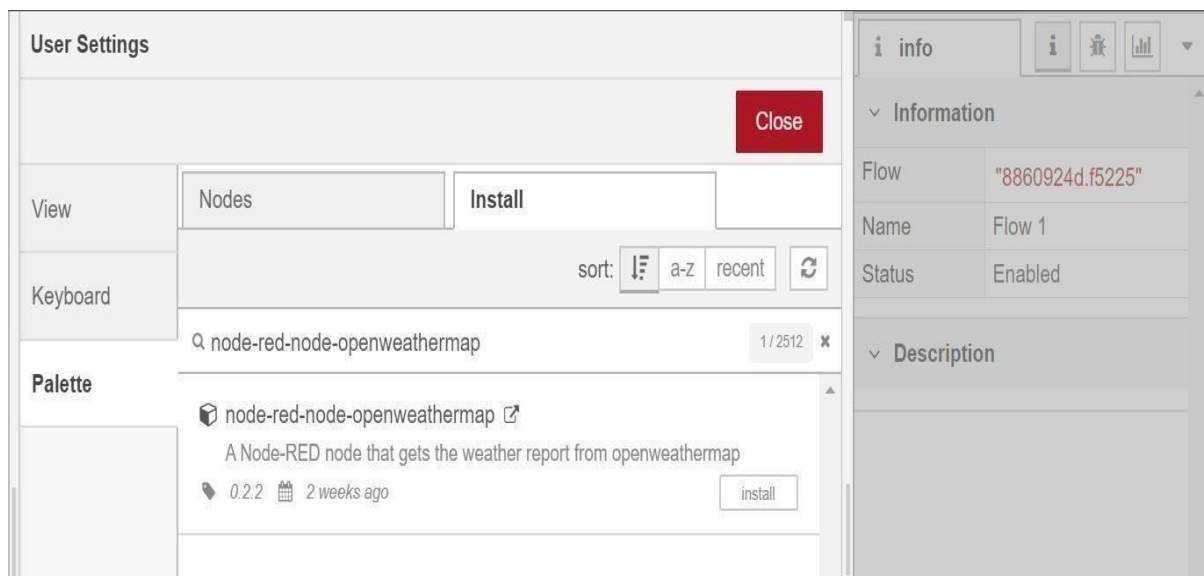 User Settings
Close
View
Keyboard
Palette
Nodes
Install
sort: a-z recent
node-red-node-openweathermap
1 / 2512
node-red-node-openweathermap
A Node-RED node that gets the weather report from openweathermap
0.2.2 2 weeks ago
install
i info
i
Information
Flow "8860924d.f5225"
Name Flow 1
Status Enabled
Description